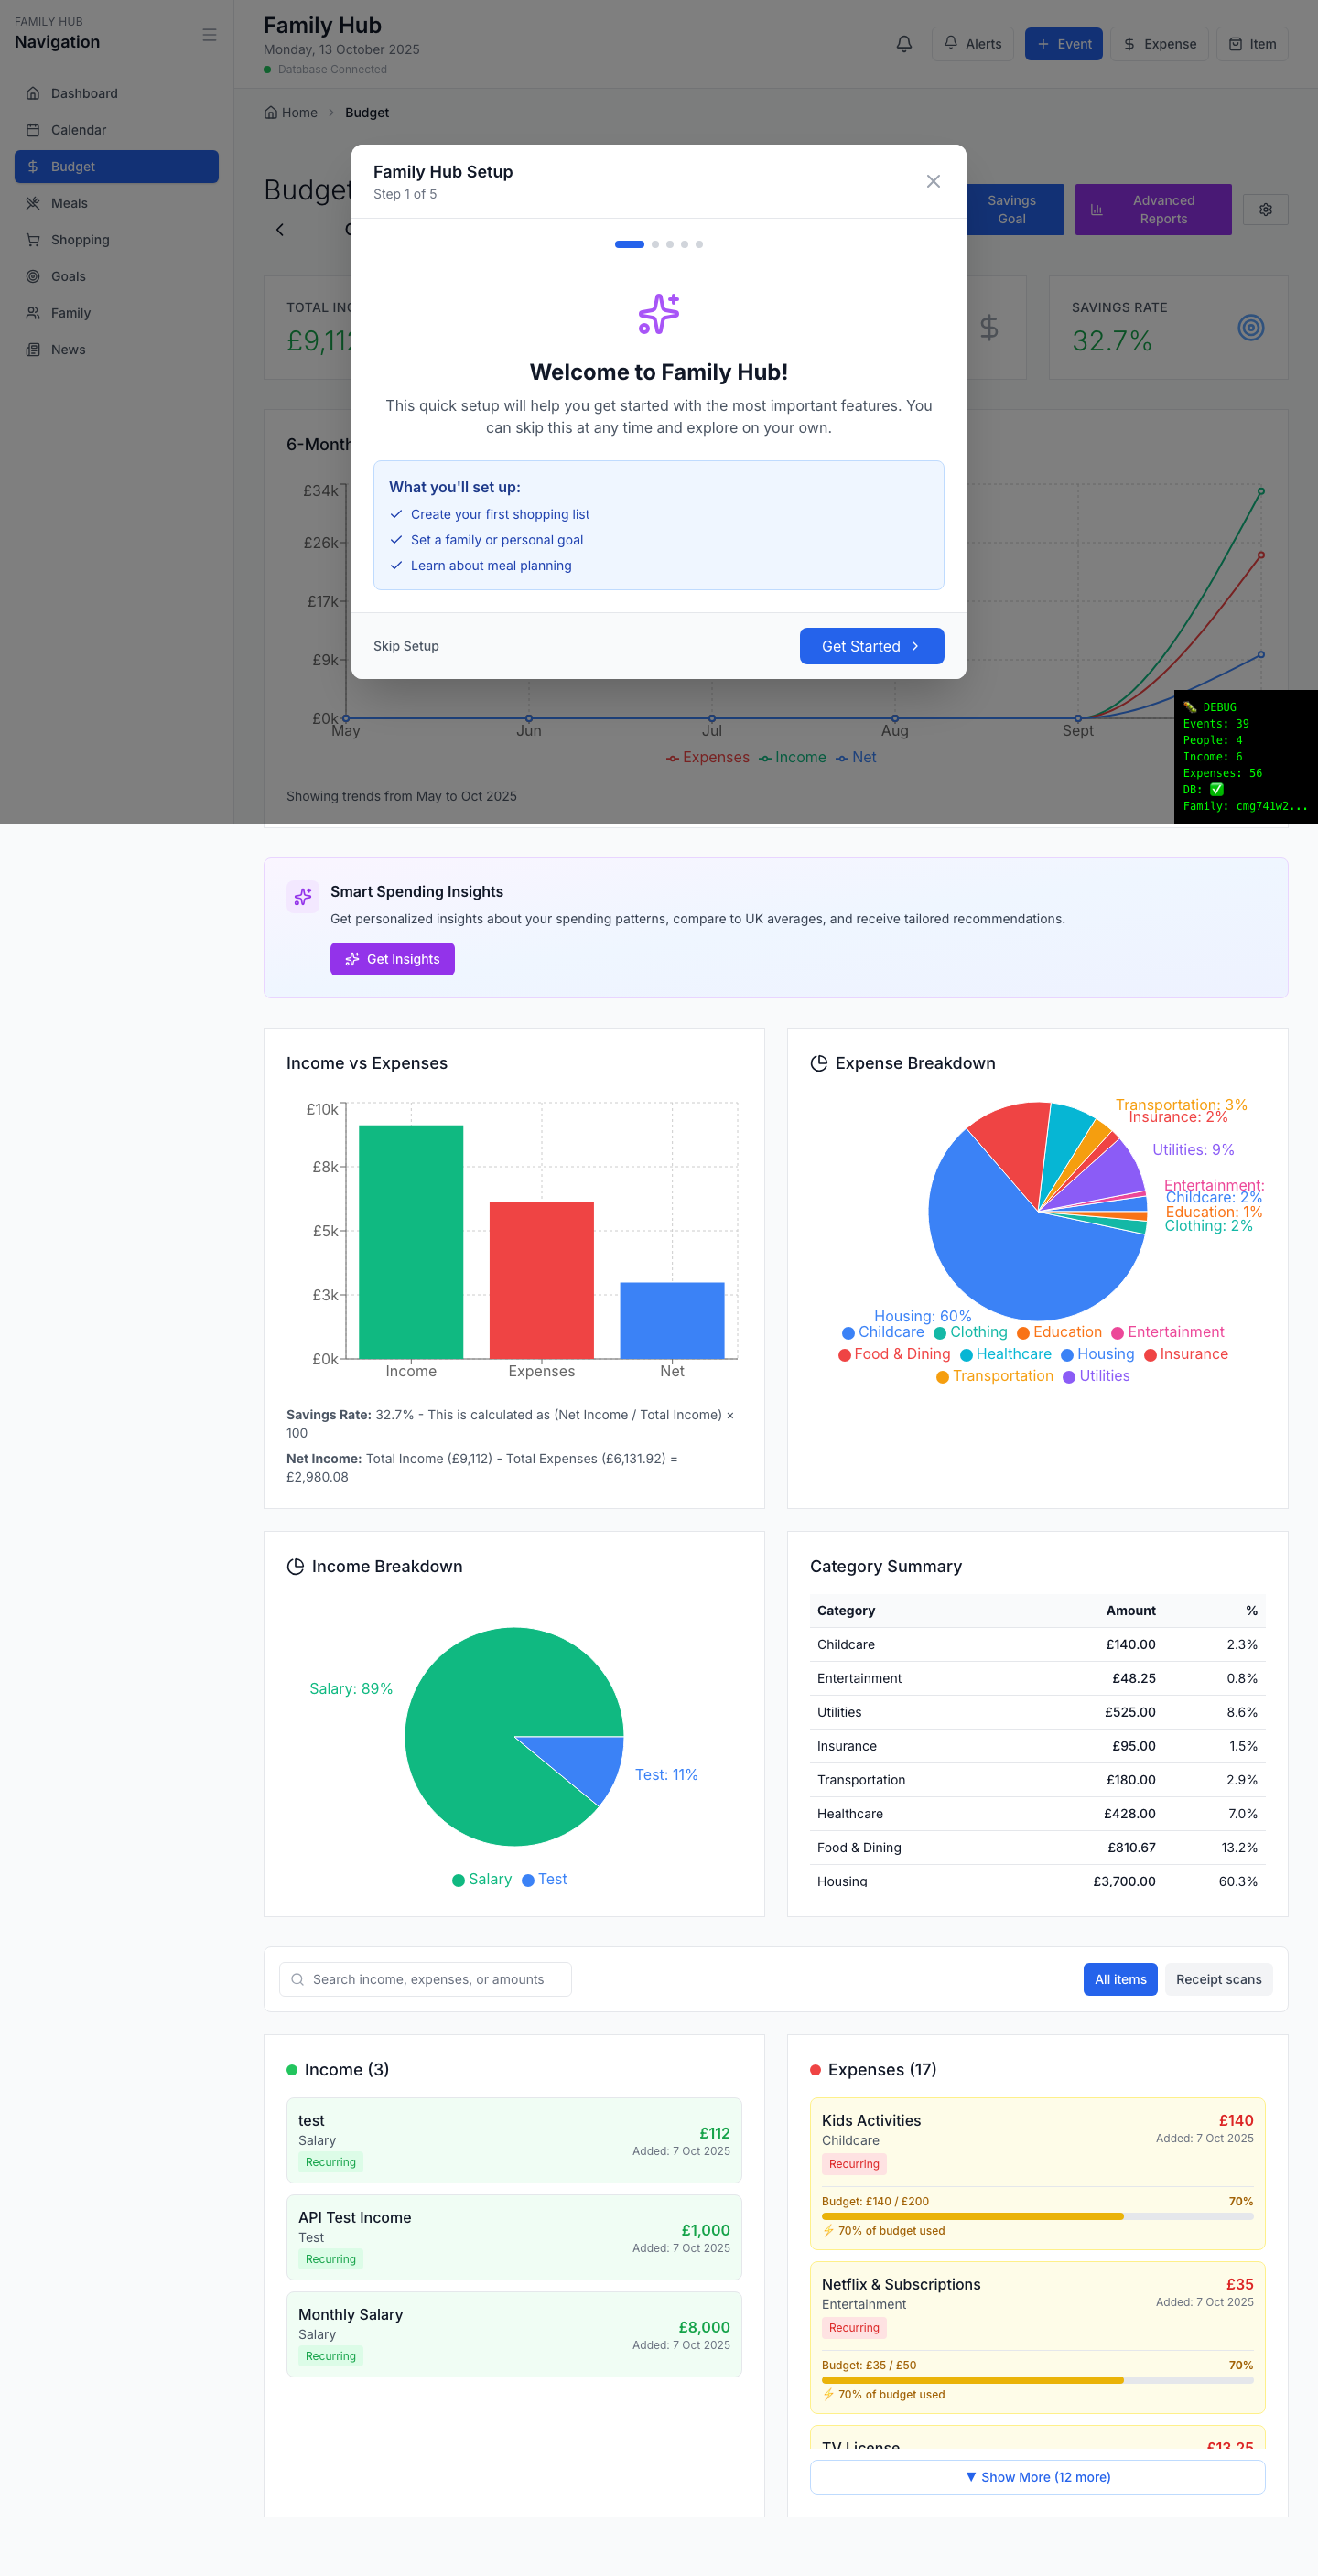 FAMILY HUB
Navigation
Dashboard
Calendar
Budget
Meals
Shopping
Goals
Family
News
Family Hub
Monday, 13 October 2025
Database Connected
Alerts
Event
Expense
Item
Home
Budget
Budget
Savings
Goal
Advanced
Reports
TOTAL INC
£9,112
SAVINGS RATE
32.7%
Family Hub Setup
Step 1 of 5
Welcome to Family Hub!
This quick setup will help you get started with the most important features. You
can skip this at any time and explore on your own.
What you'll set up:
Create your first shopping list
Set a family or personal goal
Learn about meal planning
Skip Setup
Get Started
6-Month
£34k
£26k
£17k
£9k
£0k
May
Jun
Jul
Aug
Sept
Expenses
Income
Net
Showing trends from May to Oct 2025
DEBUG
Events: 39
People: 4
Income: 6
Expenses: 56
DB: ✅
Family: cmg741w2...
Smart Spending Insights
Get personalized insights about your spending patterns, compare to UK averages, and receive tailored recommendations.
Get Insights
Income vs Expenses
£10k
£8k
£5k
£3k
£0k
Income
Expenses
Net
Savings Rate: 32.7% - This is calculated as (Net Income / Total Income) ×
100
Net Income: Total Income (£9,112) - Total Expenses (£6,131.92) =
£2,980.08
Expense Breakdown
Transportation: 3%
Insurance: 2%
Utilities: 9%
Entertainment:
Childcare: 2%
Education: 1%
Clothing: 2%
Housing: 60%
Childcare Clothing Education Entertainment
Food & Dining Healthcare Housing Insurance
Transportation Utilities
Income Breakdown
Salary: 89%
Test: 11%
Salary Test
Category Summary
Category Amount %
Childcare £140.00 2.3%
Entertainment £48.25 0.8%
Utilities £525.00 8.6%
Insurance £95.00 1.5%
Transportation £180.00 2.9%
Healthcare £428.00 7.0%
Food & Dining £810.67 13.2%
Housing £3,700.00 60.3%
Search income, expenses, or amounts
All items
Receipt scans
Income (3)
test
Salary
Recurring
£112
Added: 7 Oct 2025
API Test Income
Test
Recurring
£1,000
Added: 7 Oct 2025
Monthly Salary
Salary
Recurring
£8,000
Added: 7 Oct 2025
Expenses (17)
Kids Activities
Childcare
Recurring
£140
Added: 7 Oct 2025
Budget: £140 / £200
70%
⚡ 70% of budget used
Netflix & Subscriptions
Entertainment
Recurring
£35
Added: 7 Oct 2025
Budget: £35 / £50
70%
⚡ 70% of budget used
TV License
£13.25
▼ Show More (12 more)